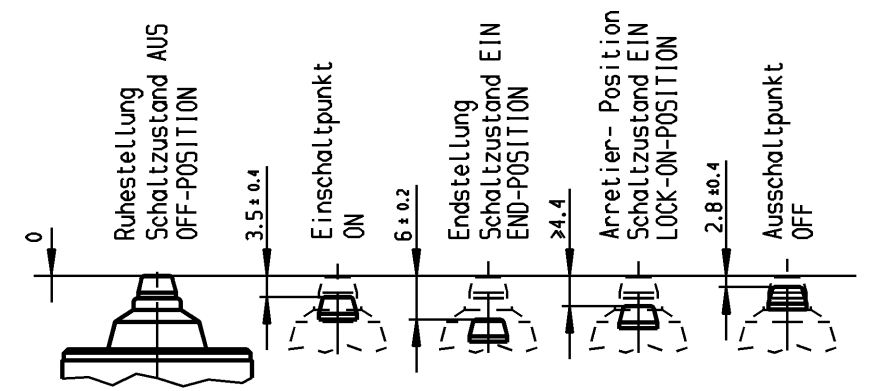 0
Ruhestellung
Schaltzustand AUS
OFF-POSITION
3.5 ± 0.4
Einschaltpunkt
ON
6 ± 0.2
Endstellung
Schaltzustand EIN
END-POSITION
≥4.4
Arretier- Position
Schaltzustand EIN
LOCK-ON-POSITION
2.8 ±0.4
Ausschaltpunkt
OFF